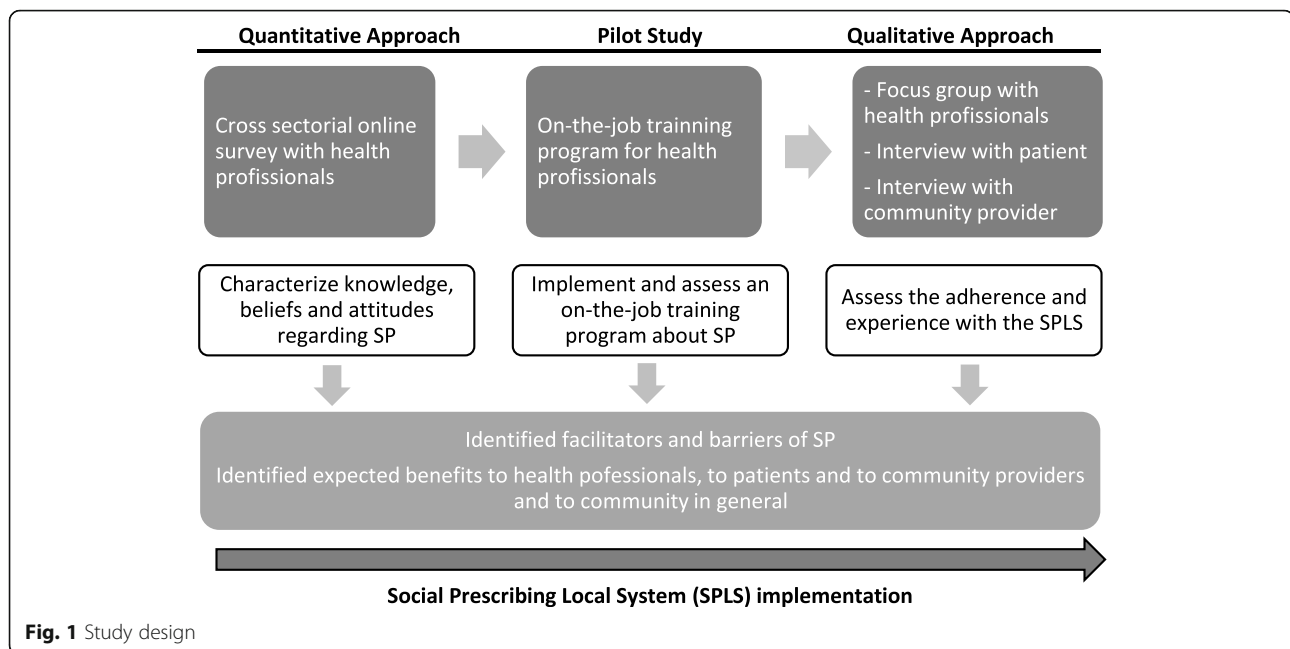 Quantitative Approach
Pilot Study
Qualitative Approach
Cross sectorial online
survey with health
profissionals
On-the-job trainning
program for health
profissionals
- Focus group with
health profissionals
- Interview with patient
- Interview with
community provider
Characterize knowledge,
beliefs and attitudes
regarding SP
Implement and assess an
on-the-job training
program about SP
Assess the adherence and
experience with the SPLS
Identified facilitators and barriers of SP
Identified expected benefits to health pofessionals, to patients and to community providers
and to community in general
Social Prescribing Local System (SPLS) implementation
Fig. 1 Study design